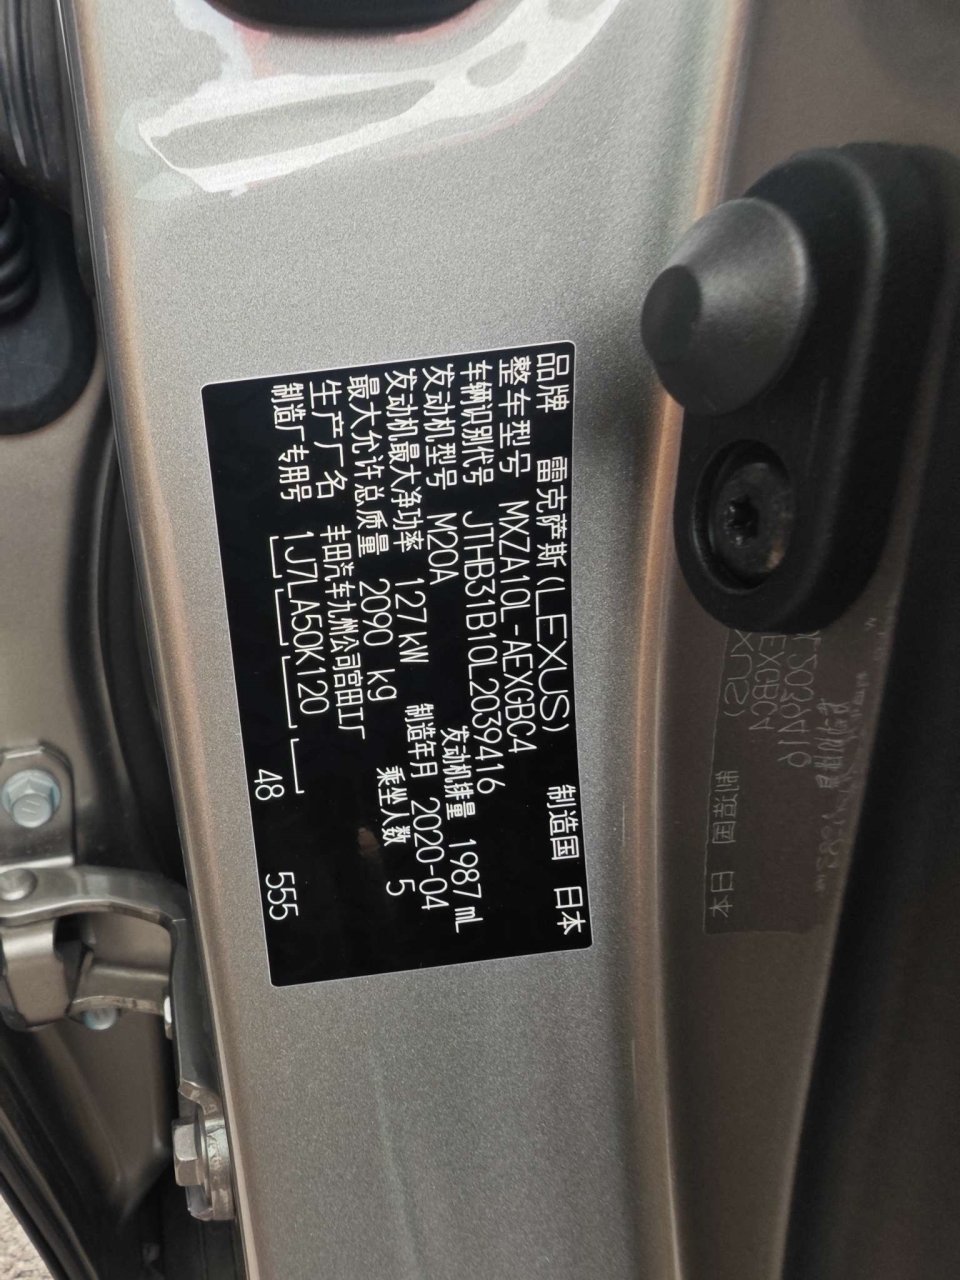 品牌 雷克萨斯(LEXUS) 制造国 日本
整车型号 MXZA10L-AEXGBC4
车辆识别代号 JTHB31B10L2039416
发动机型号 M20A 发动机排量 1987 mL
发动机最大净功率 127 kW 制造年月 2020-04
最大允许总质量 2090 kg 乘坐人数 5
生产厂名 丰田汽车九州公司宫田工厂
制造厂专用号 1J7LA50K120
48 555